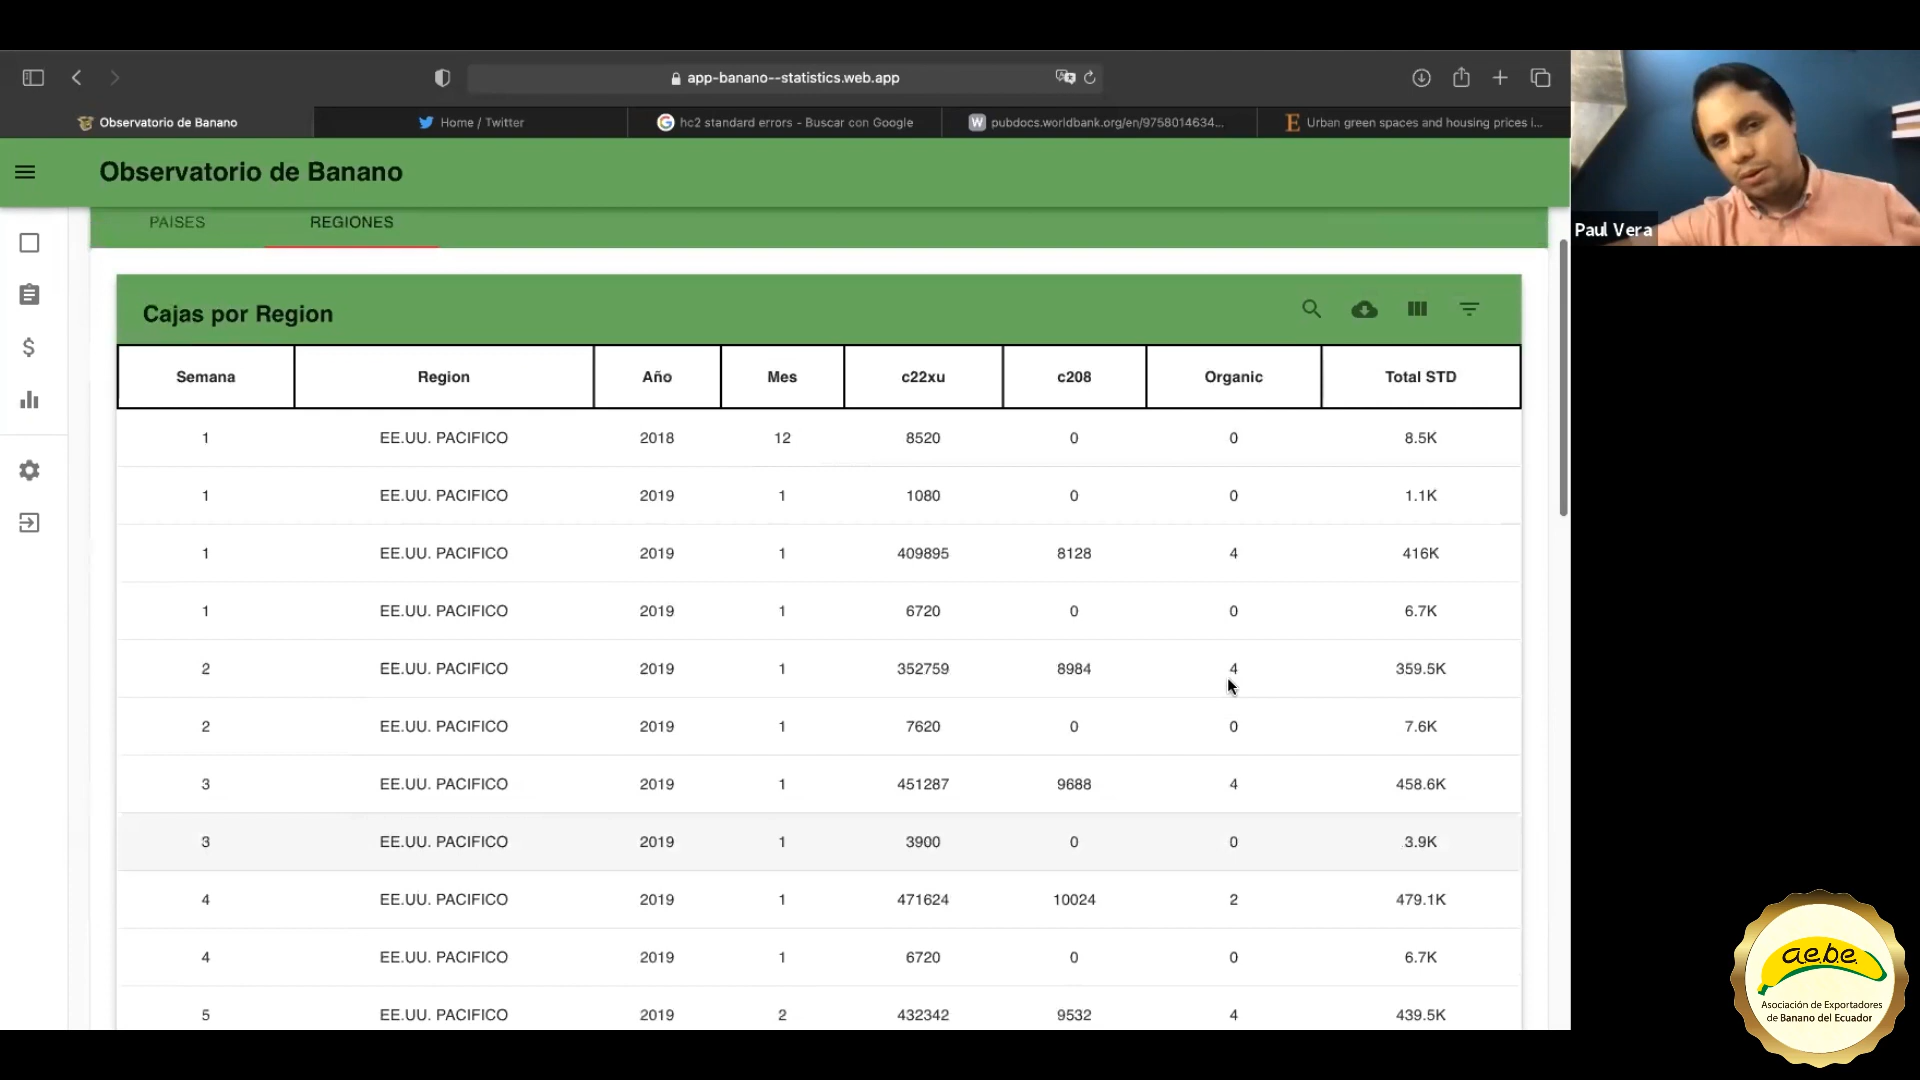 app-banano--statistics.web.app
Observatorio de Banano
Home / Twitter
hc2 standard errors - Buscar con Google
pubdocs.worldbank.org/en/9758014634...
Urban green spaces and housing prices i...
Observatorio de Banano
PAISES REGIONES
Cajas por Region
Semana Region Año Mes c22xu c208 Organic Total STD
1 EE.UU. PACIFICO 2018 12 8520 0 0 8.5K
1 EE.UU. PACIFICO 2019 1 1080 0 0 1.1K
1 EE.UU. PACIFICO 2019 1 409895 8128 4 416K
1 EE.UU. PACIFICO 2019 1 6720 0 0 6.7K
2 EE.UU. PACIFICO 2019 1 352759 8984 4 359.5K
2 EE.UU. PACIFICO 2019 1 7620 0 0 7.6K
3 EE.UU. PACIFICO 2019 1 451287 9688 4 458.6K
3 EE.UU. PACIFICO 2019 1 3900 0 0 3.9K
4 EE.UU. PACIFICO 2019 1 471624 10024 2 479.1K
4 EE.UU. PACIFICO 2019 1 6720 0 0 6.7K
5 EE.UU. PACIFICO 2019 2 432342 9532 4 439.5K
Paul Vera
a.e.b.e.
Asociación de Exportadores
de Banano del Ecuador